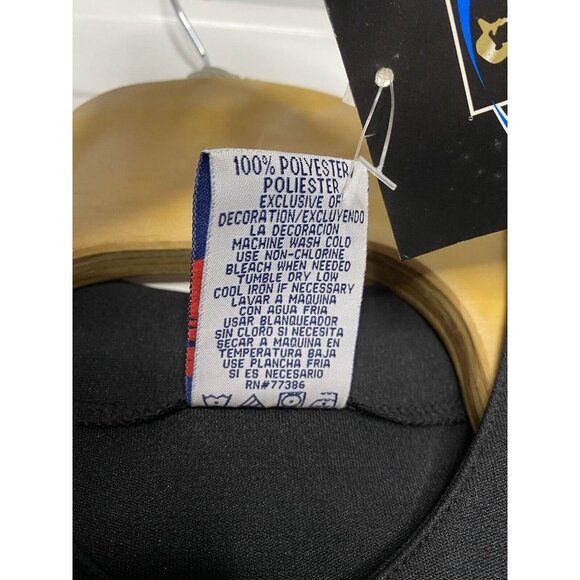 100% POLYESTER
POLIESTER
EXCLUSIVE OF
DECORATION/EXCLUYENDO
LA DECORACION
MACHINE WASH COLD
USE NON-CHLORINE
BLEACH WHEN NEEDED
TUMBLE DRY LOW
COOL IRON IF NECESSARY
LAVAR A MAQUINA
CON AGUA FRIA
USAR BLANQUEADOR
SIN CLORO SI NECESITA
SECAR A MAQUINA EN
TEMPERATURA BAJA
USE PLANCHA FRIA
SI ES NECESARIO
RN#77386